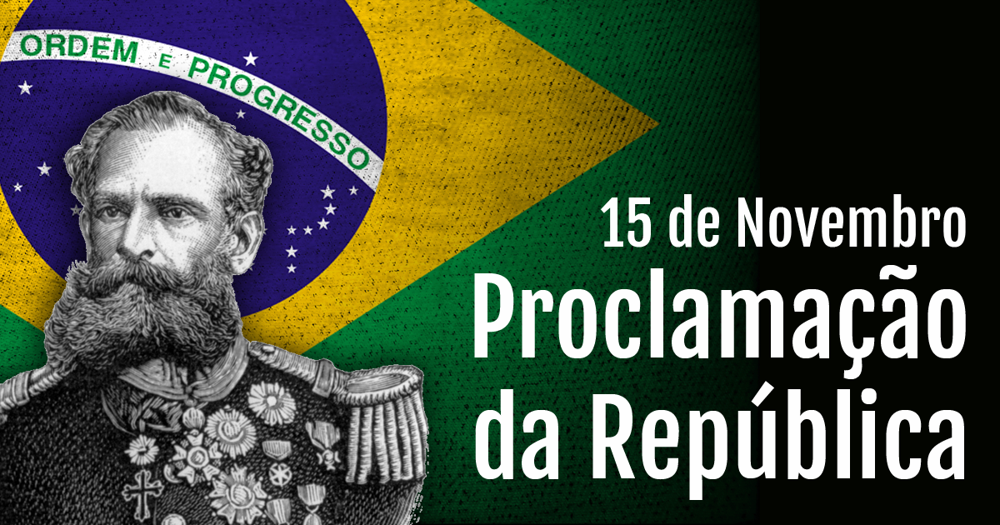 ORDEM E PROGRESSO
15 de Novembro
Proclamação
da República